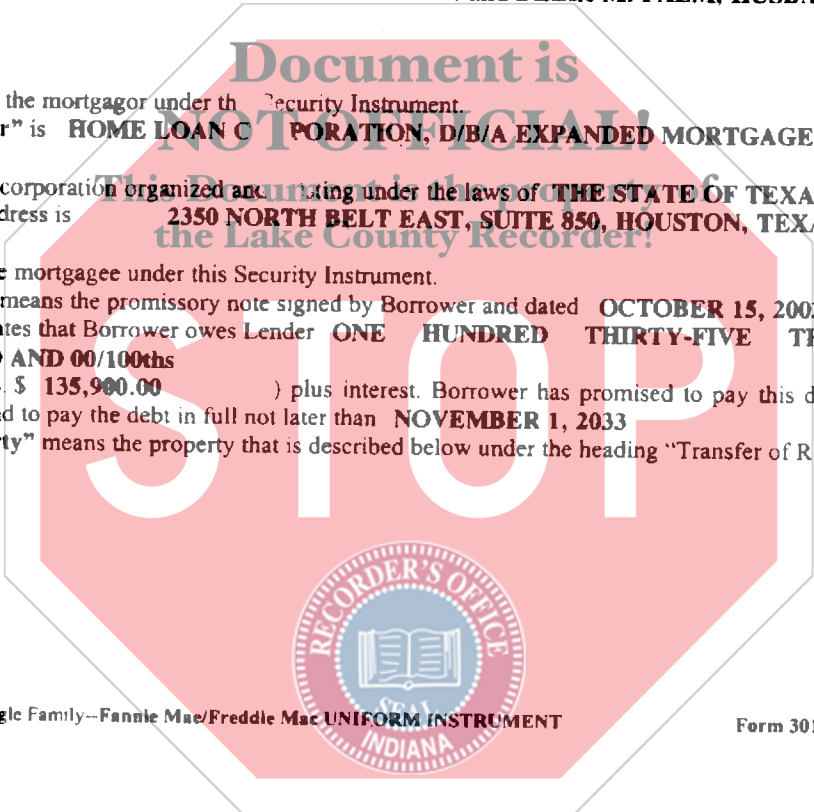 HUSBA
Document is
the mortgagor under th ecurity Instrument.
NOT OFFICIAL!
r” is HOME LOAN C PORATION, D/B/A EXPANDED MORTGAGE
This Document is the property of
corporation organized and ting under the laws of THE STATE OF TEXA
dress is 2350 NORTH BELT EAST, SUITE 850, HOUSTON, TEXA
the Lake County Recorder!
e mortgagee under this Security Instrument.
means the promissory note signed by Borrower and dated OCTOBER 15, 200
tes that Borrower owes Lender ONE HUNDRED THIRTY-FIVE TH
AND 00/100ths
$ 135,900.00 ) plus interest. Borrower has promised to pay this d
d to pay the debt in full not later than NOVEMBER 1, 2033
ty” means the property that is described below under the heading “Transfer of R
STOP
RECORDER'S OFFICE
SEAL
INDIANA
gle Family--Fannie Mae/Freddie Mac UNIFORM INSTRUMENT
Form 301